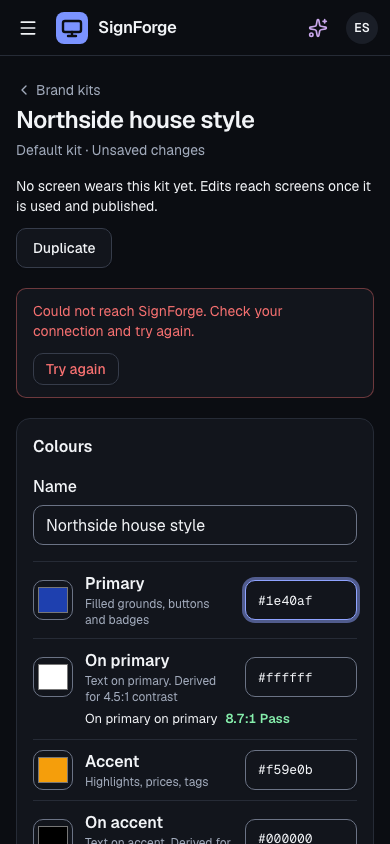 SignForge
ES
Brand kits
Northside house style
Default kit · Unsaved changes
No screen wears this kit yet. Edits reach screens once it
is used and published.
Duplicate
Could not reach SignForge. Check your
connection and try again.
Try again
Colours
Name
Northside house style
Primary
Filled grounds, buttons
and badges
#1e40af
On primary
Text on primary. Derived
for 4.5:1 contrast
#ffffff
On primary on primary 8.7:1 Pass
Accent
Highlights, prices, tags
#f59e0b
On accent
Text on accent. Derived for
#000000